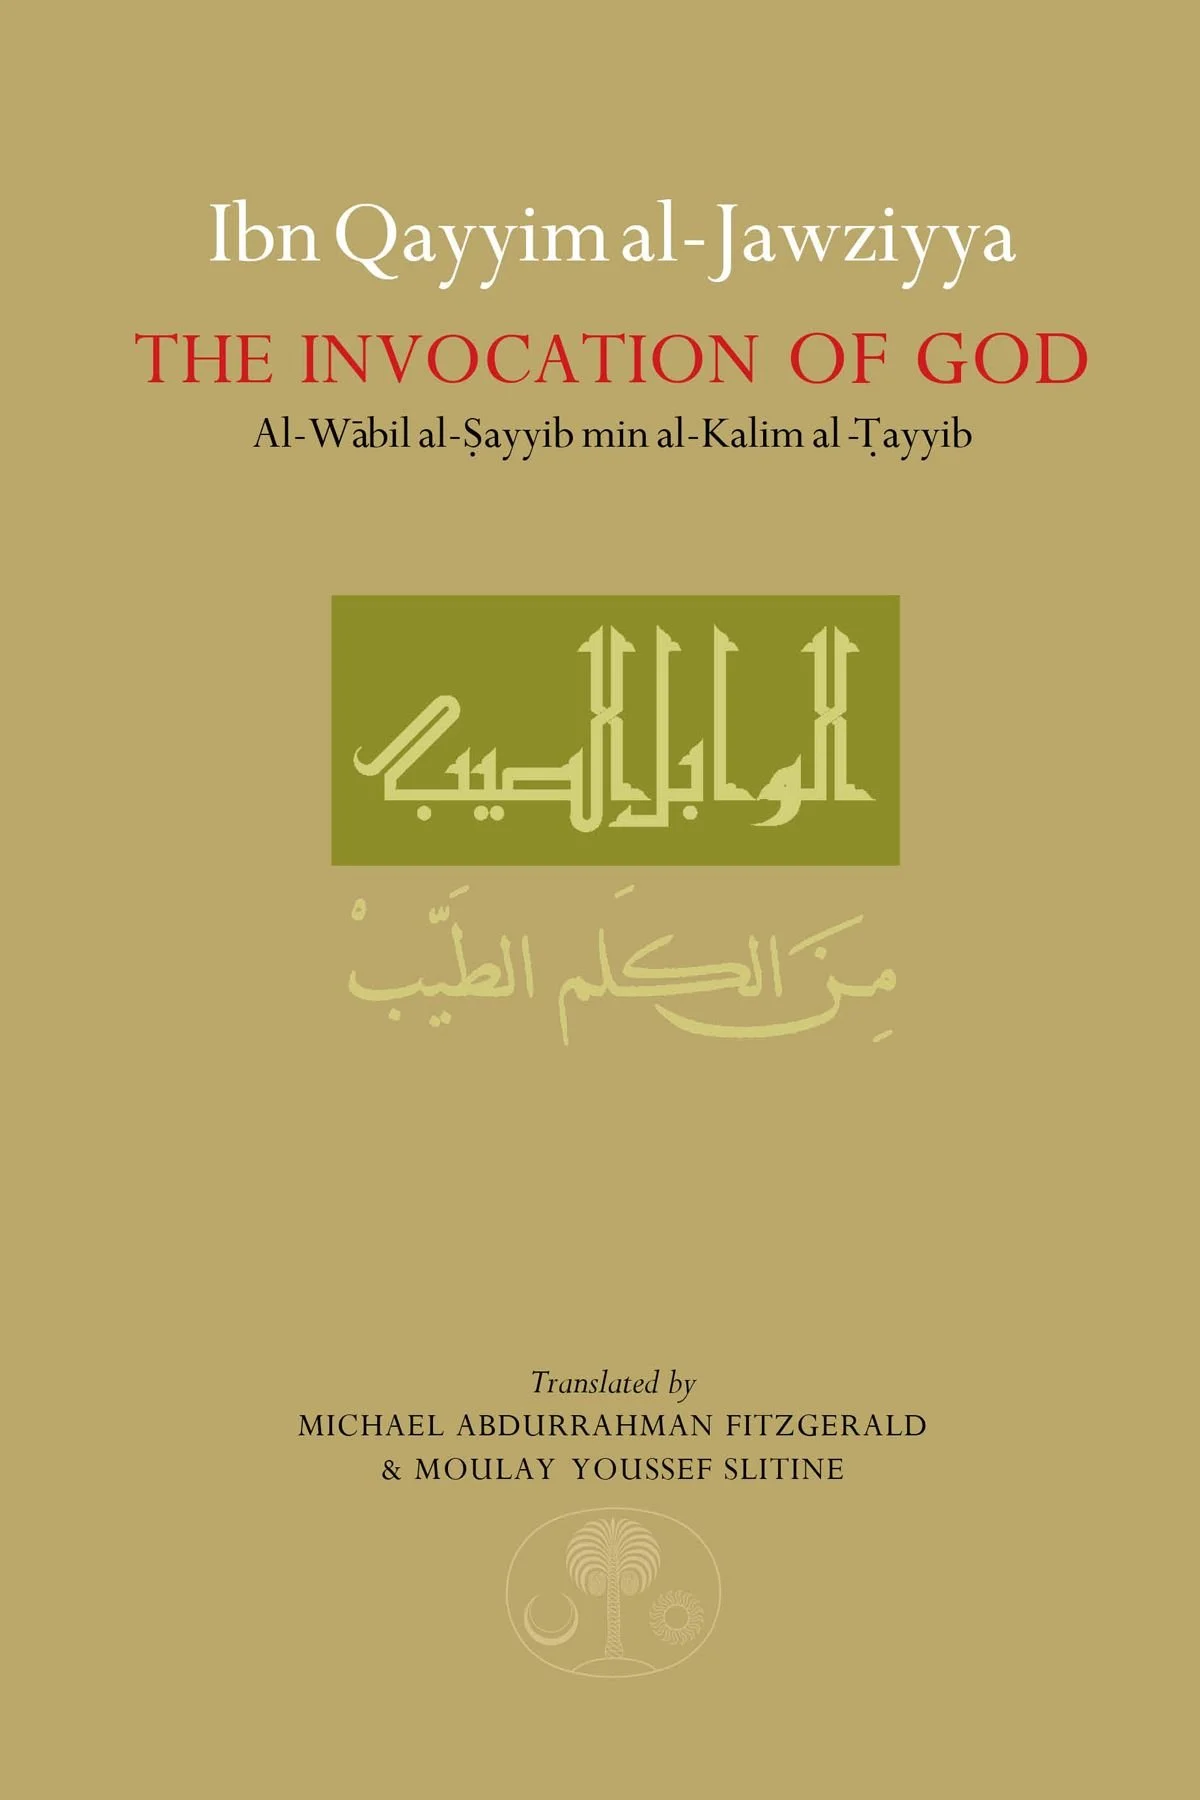 Ibn Qayyim al-Jawziyya
THE INVOCATION OF GOD
Al-Wābil al-Ṣayyib min al-Kalim al-Ṭayyib
الوابل الصيب
مِنَ الكَلم الطَيَّبْ
Translated by
MICHAEL ABDURRAHMAN FITZGERALD
& MOULAY YOUSSEF SLITINE